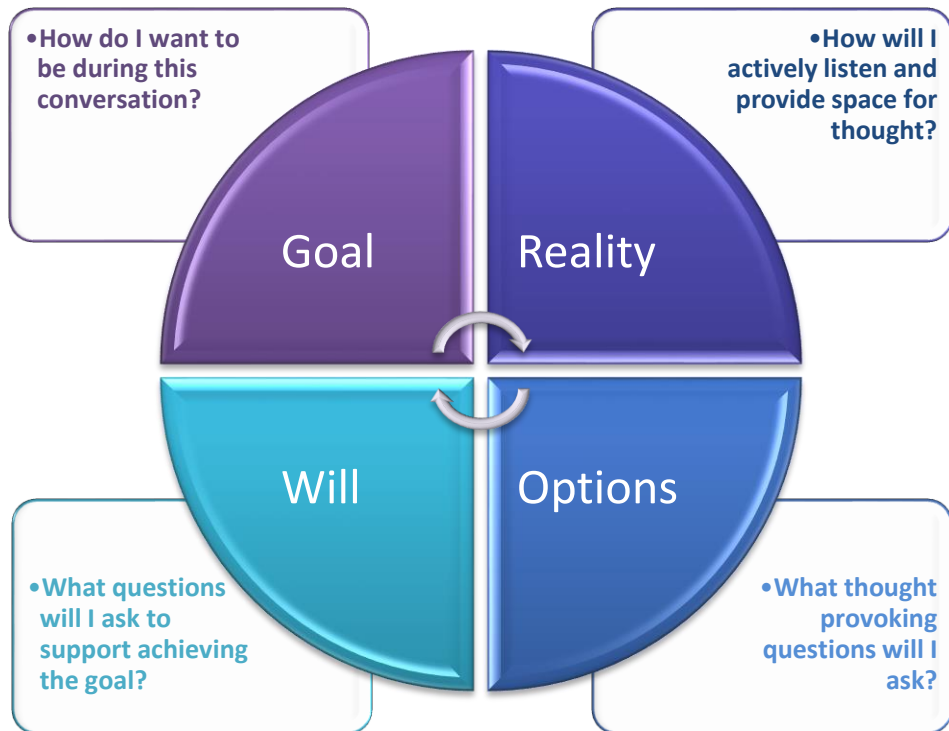 •How do I want to
be during this
conversation?
•How will I
actively listen and
provide space for
thought?
Goal
Reality
Will
Options
•What questions
will I ask to
support achieving
the goal?
•What thought
provoking
questions will I
ask?